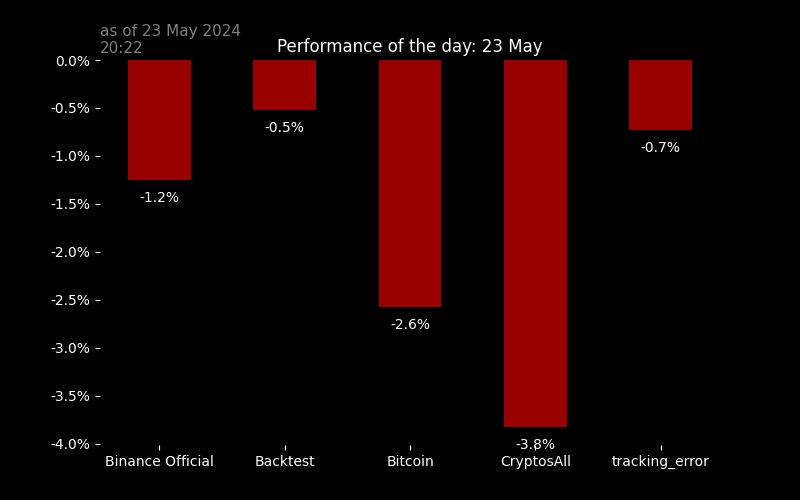 as of 23 May 2024
20:22
Performance of the day: 23 May
0.0%
-0.5%
-1.0%
-1.5%
-2.0%
-2.5%
-3.0%
-3.5%
-4.0%
-1.2%
-0.5%
-2.6%
-3.8%
-0.7%
Binance Official
Backtest
Bitcoin
CryptosAll
tracking_error